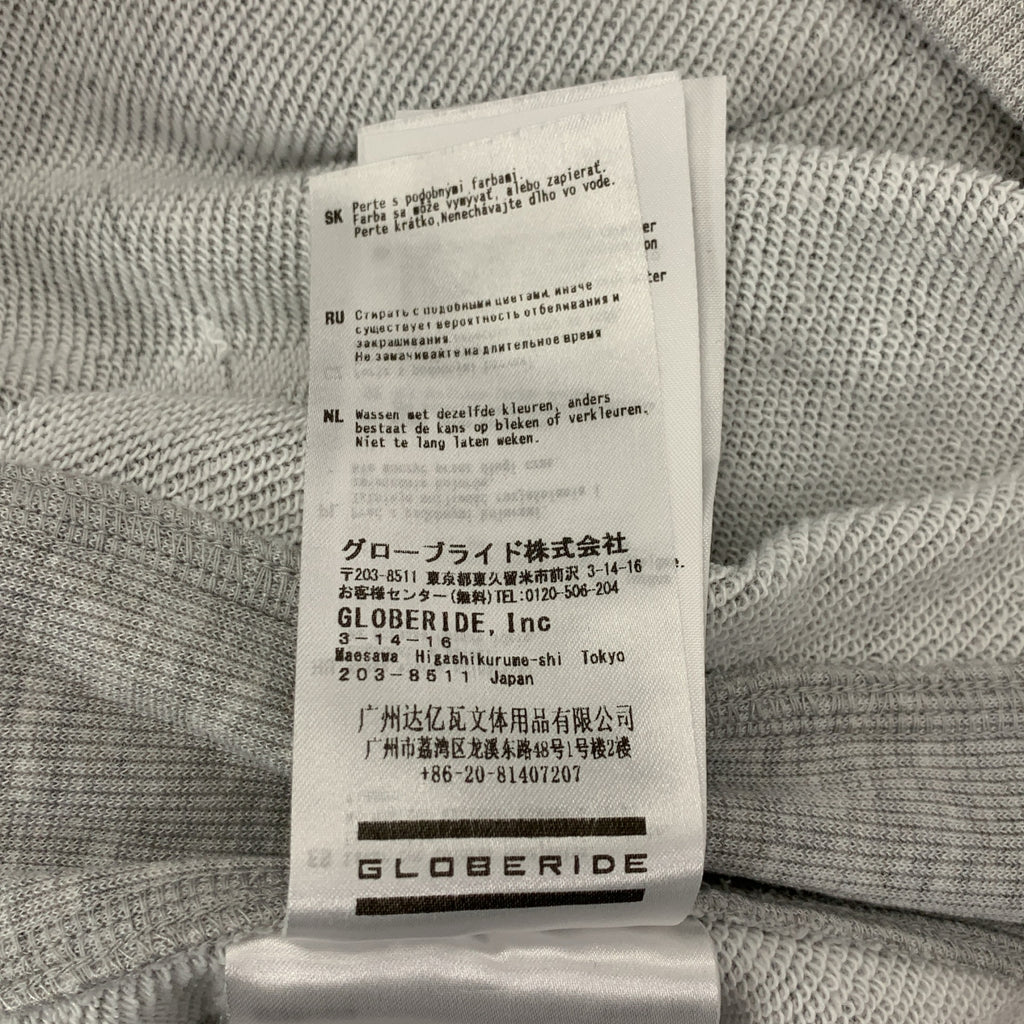 SK Perte s podobnými farbami.
Farba sa môže vymývať, alebo zapierať.
Perte krátko,Nenechávajte dlho vo vode.
er
on
ter
RU Стирать с подобными цветами, иначе
существует вероятность отбеливания и
закрашивания
Не замачивайте на длительное время
NL Wassen met dezelfde kleuren, anders
bestaat de kans op bleken of verkleuren.
Niet te lang laten weken.
グローブライド株式会社
〒203-8511 東京都東久留米市前沢 3-14-16
お客様センター(無料)TEL:0120-506-204
GLOBERIDE, Inc
3-14-16
Maesawa Higashikurume-shi Tokyo
203-8511 Japan
广州达亿瓦文体用品有限公司
广州市荔湾区龙溪东路48号1号楼2楼
+86-20-81407207
GLOBERIDE